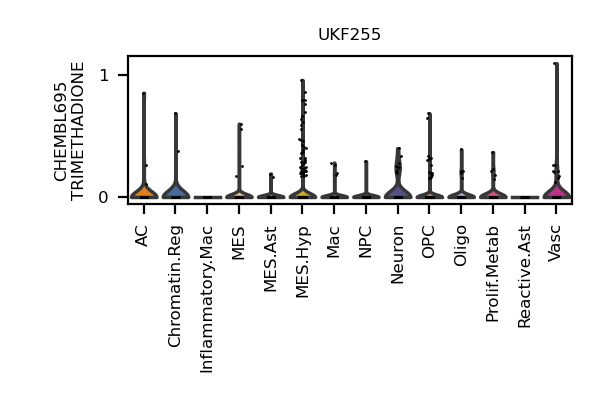 UKF255
CHEMBL695
TRIMETHADIONE
1
0
AC
Chromatin.Reg
Inflammatory.Mac
MES
MES.Ast
MES.Hyp
Mac
NPC
Neuron
OPC
Oligo
Prolif.Metab
Reactive.Ast
Vasc